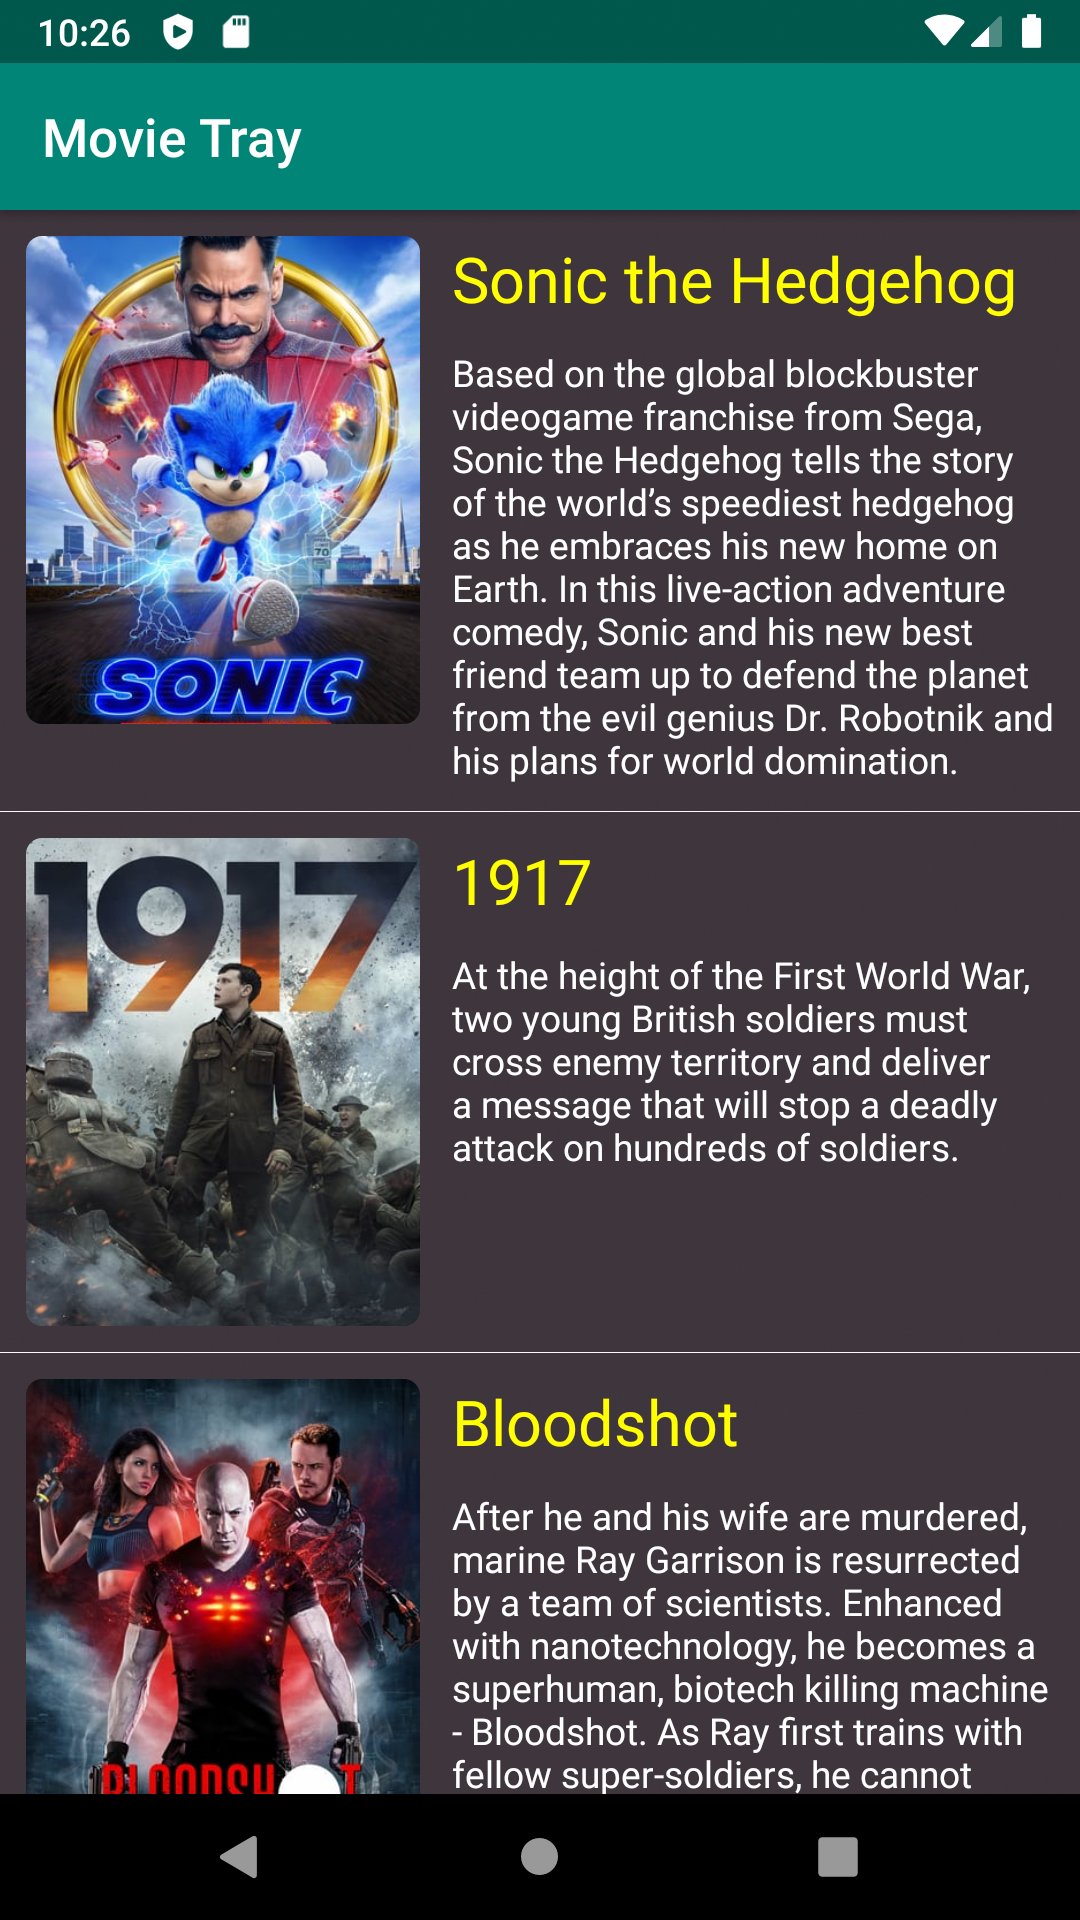 10:26
Movie Tray
Sonic the Hedgehog
Based on the global blockbuster
videogame franchise from Sega,
Sonic the Hedgehog tells the story
of the world’s speediest hedgehog
as he embraces his new home on
Earth. In this live-action adventure
comedy, Sonic and his new best
friend team up to defend the planet
from the evil genius Dr. Robotnik and
his plans for world domination.
70
SONIC
1917
1917
At the height of the First World War,
two young British soldiers must
cross enemy territory and deliver
a message that will stop a deadly
attack on hundreds of soldiers.
Bloodshot
After he and his wife are murdered,
marine Ray Garrison is resurrected
by a team of scientists. Enhanced
with nanotechnology, he becomes a
superhuman, biotech killing machine
- Bloodshot. As Ray first trains with
fellow super-soldiers, he cannot